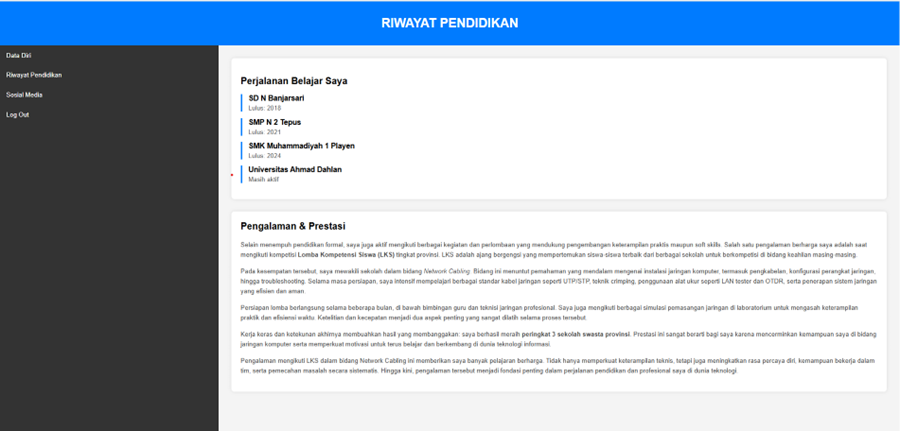 RIWAYAT PENDIDIKAN
Data Diri
Riwayat Pendidikan
Sosial Media
Log Out
Perjalanan Belajar Saya
SD N Banjarsari
Lulus: 2018
SMP N 2 Tepus
Lulus: 2021
SMK Muhammadiyah 1 Playen
Lulus: 2024
Universitas Ahmad Dahlan
Masih aktif
Pengalaman & Prestasi
Selain menempuh pendidikan formal, saya juga aktif mengikuti berbagai kegiatan dan perlombaan yang mendukung pengembangan keterampilan praktis maupun soft skills. Salah satu pengalaman berharga saya adalah saat
mengikuti kompetisi Lomba Kompetensi Siswa (LKS) tingkat provinsi. LKS adalah ajang bergengsi yang mempertemukan siswa siswa terbaik dari berbagai sekolah untuk berkompetisi di bidang keahlian masing masing.
Pada kesempatan tersebut, saya mewakili sekolah dalam bidang Network Cabling. Bidang ini menuntut pemahaman yang mendalam mengenai instalasi jaringan komputer, termasuk pengkabelan, konfigurasi perangkat jaringan,
hingga troubleshooting. Selama masa persiapan, saya intensif mempelajari berbagai standar kabel jaringan seperti UTP/STP, teknik crimping, penggunaan alat ukur seperti LAN tester dan OTDR, serta penerapan sistem jaringan
yang efisien dan aman.
Persiapan lomba berlangsung selama beberapa bulan, di bawah bimbingan guru dan teknisi jaringan profesional. Saya juga mengikuti berbagai simulasi pemasangan jaringan di laboratorium untuk mengasah keterampilan
praktik dan efisiensi waktu. Ketelitian dan kecepatan menjadi dua aspek penting yang sangat dilatih selama proses tersebut.
Kerja keras dan ketekunan akhirnya membuahkan hasil yang membanggakan: saya berhasil meraih peringkat 3 sekolah swasta provinsi. Prestasi ini sangat berarti bagi saya karena mencerminkan kemampuan saya di bidang
jaringan komputer serta memperkuat motivasi untuk terus belajar dan berkembang di dunia teknologi informasi.
Pengalaman mengikuti LKS dalam bidang Network Cabling ini memberikan saya banyak pelajaran berharga. Tidak hanya memperkuat keterampilan teknis, tetapi juga meningkatkan rasa percaya diri, kemampuan bekerja dalam
tim, serta pemecahan masalah secara sistematis. Hingga kini, pengalaman tersebut menjadi fondasi penting dalam perjalanan pendidikan dan profesional saya di dunia teknologi.